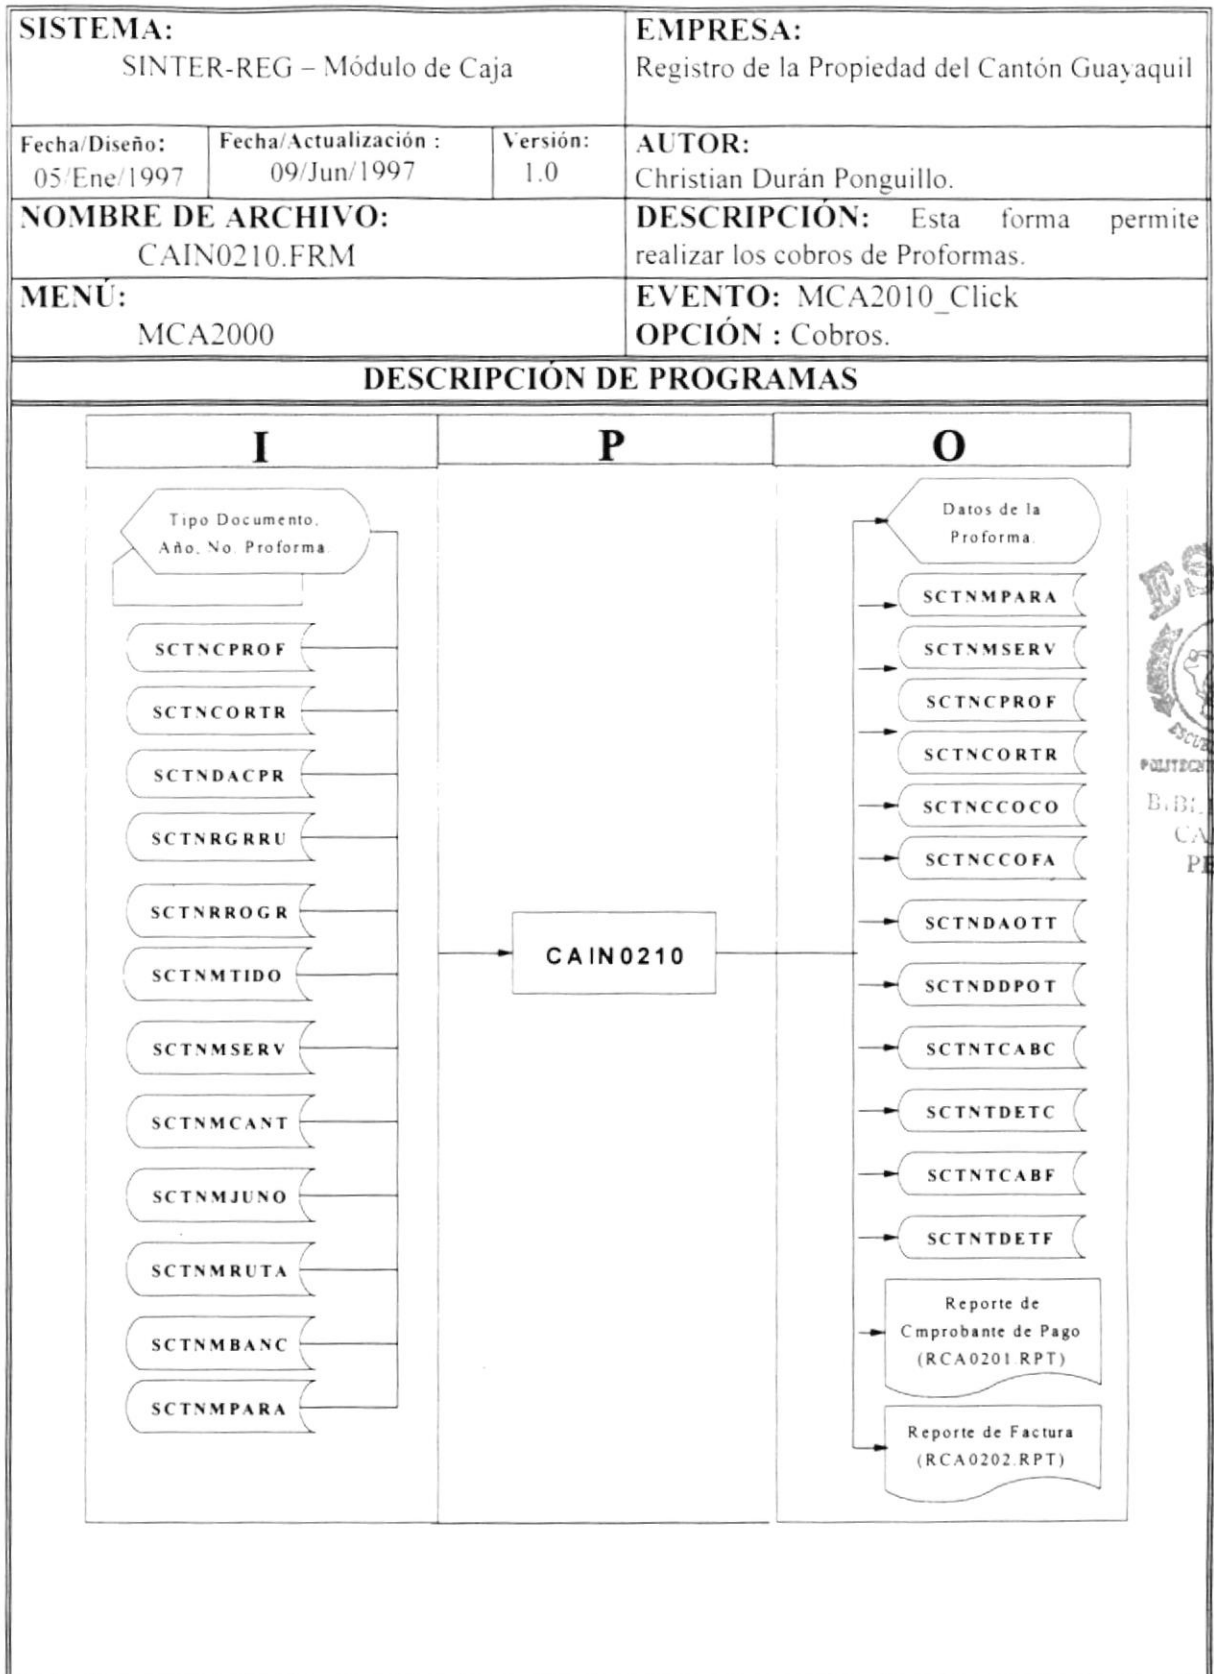 SISTEMA:
SINTER-REG – Módulo de Caja
EMPRESA:
Registro de la Propiedad del Cantón Guayaquil
Fecha/Diseño:
05/Ene/1997
Fecha/Actualización :
09/Jun/1997
Versión:
1.0
AUTOR:
Christian Durán Ponguillo.
NOMBRE DE ARCHIVO:
CAIN0210.FRM
DESCRIPCIÓN: Esta forma permite
realizar los cobros de Proformas.
MENÚ:
MCA2000
EVENTO: MCA2010_Click
OPCIÓN : Cobros.
DESCRIPCIÓN DE PROGRAMAS
I
P
O
Tipo Documento,
Año, No. Proforma.
SCTNCPROF
SCTNCORTR
SCTNDACPR
SCTNRGRRU
SCTNRROGR
SCTNMTIDO
SCTNMSERV
SCTNMCANT
SCTNMJUNO
SCTNMRUTA
SCTNMBANC
SCTNMPARA
CAIN0210
Datos de la
Proforma.
SCTNMPARA
SCTNMSERV
SCTNCPROF
SCTNCORTR
SCTNCCOCO
SCTNCCOFA
SCTNDAOTT
SCTNDDPOT
SCTNTCABC
SCTNTDETC
SCTNTCABF
SCTNTDETF
Reporte de
Cmprobante de Pago
(RCA0201.RPT)
Reporte de Factura
(RCA0202.RPT)